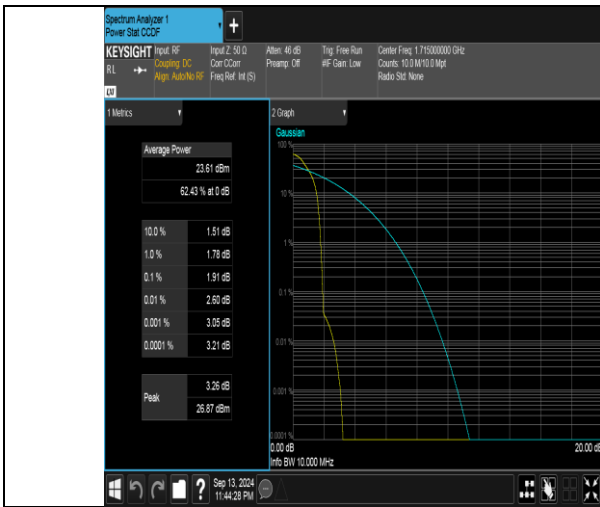 Spectrum Analyzer 1
Power Stat CCDF
+
KEYSIGHT Input: RF Input Z: 50 Ω Atten: 46 dB Trig: Free Run Center Freq: 1.715000000 GHz
RL Coupling: DC Corr CCorr Preamp: Off #IF Gain: Low Counts: 10.0 M/10.0 Mpt
Align: Auto/No RF Freq Ref: Int (S) Radio Std: None
LXI
1 Metrics
Average Power
23.61 dBm
62.43 % at 0 dB
10.0 % 1.51 dB
1.0 % 1.78 dB
0.1 % 1.91 dB
0.01 % 2.60 dB
0.001 % 3.05 dB
0.0001 % 3.21 dB
Peak 3.26 dB
26.87 dBm
2 Graph
Gaussian
100 %
10 %
1 %
0.1 %
0.01 %
0.001 %
0.0001 %
0.00 dB 20.00 dB
Info BW 10.000 MHz
?
Sep 13, 2024
11:44:28 PM